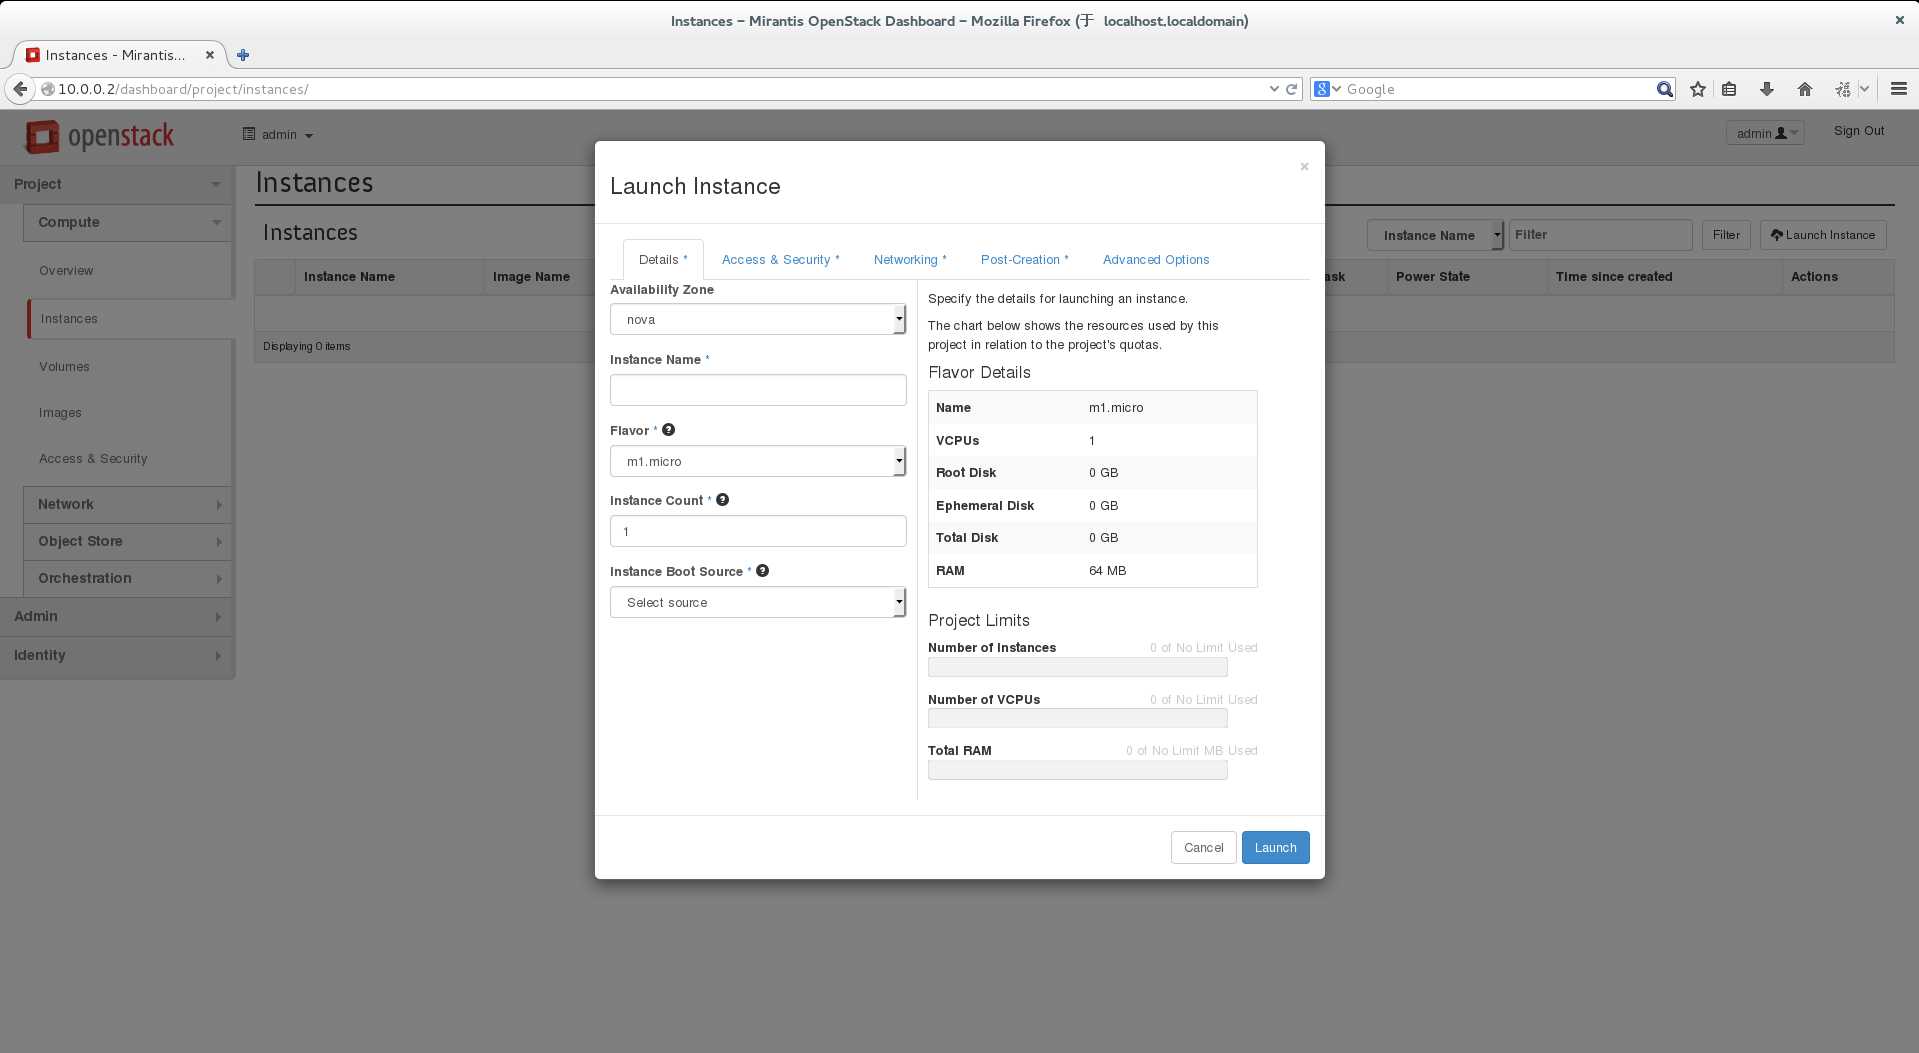 Instances - Mirantis OpenStack Dashboard - Mozilla Firefox (于 localhost.localdomain)
Instances - Mirantis...
10.0.0.2/dashboard/project/instances/
Google
openstack
admin
admin
Sign Out
Project
Compute
Overview
Instances
Volumes
Images
Access & Security
Network
Object Store
Orchestration
Admin
Identity
Instances
Instances
Instance Name
Filter
Filter
Launch Instance
Instance Name
Image Name
ask
Power State
Time since created
Actions
Displaying 0 items
Launch Instance
×
Details *
Access & Security *
Networking *
Post-Creation *
Advanced Options
Availability Zone
nova
Instance Name *
Flavor *
m1.micro
Instance Count *
1
Instance Boot Source *
Select source
Specify the details for launching an instance.
The chart below shows the resources used by this
project in relation to the project's quotas.
Flavor Details
Name m1.micro
VCPUs 1
Root Disk 0 GB
Ephemeral Disk 0 GB
Total Disk 0 GB
RAM 64 MB
Project Limits
Number of Instances 0 of No Limit Used
Number of VCPUs 0 of No Limit Used
Total RAM 0 of No Limit MB Used
Cancel
Launch